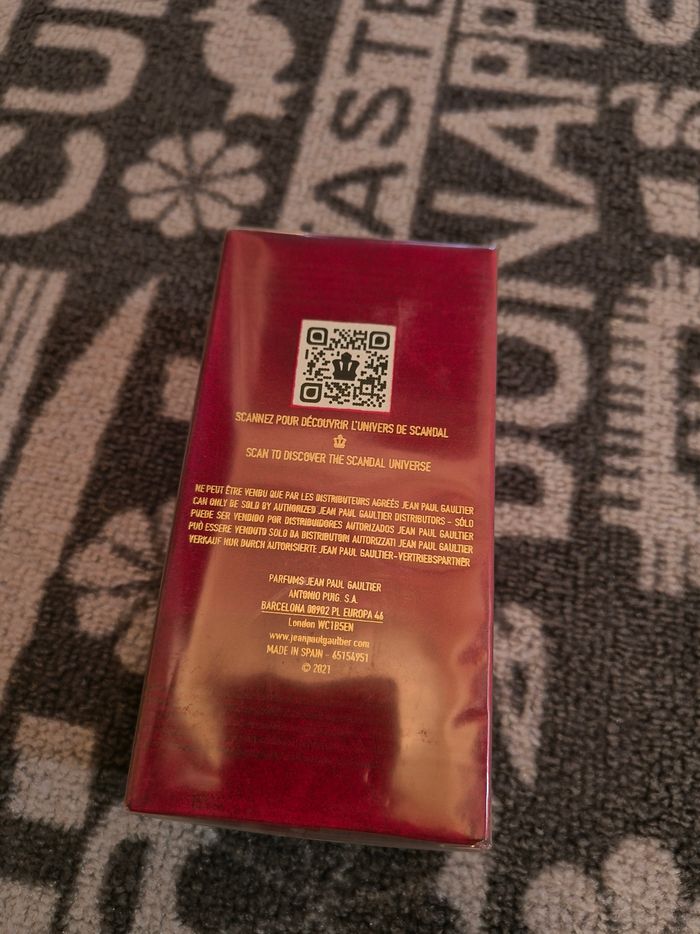 ASTE
BON APP
CU
SCANNEZ POUR DÉCOUVRIR L'UNIVERS DE SCANDAL
SCAN TO DISCOVER THE SCANDAL UNIVERSE
NE PEUT ÊTRE VENDU QUE PAR LES DISTRIBUTEURS AGRÉÉS JEAN PAUL GAULTIER
CAN ONLY BE SOLD BY AUTHORIZED JEAN PAUL GAULTIER DISTRIBUTORS - SÓLO
PUEDE SER VENDIDO POR DISTRIBUIDORES AUTORIZADOS JEAN PAUL GAULTIER
PUÒ ESSERE VENDUTO SOLO DA DISTRIBUTORI AUTORIZZATI JEAN PAUL GAULTIER
VERKAUF NUR DURCH AUTORISIERTE JEAN PAUL GAULTIER-VERTRIEBSPARTNER
PARFUMS JEAN PAUL GAULTIER
ANTONIO PUIG, S.A.
BARCELONA 08902 PL EUROPA 46
London WC1B5EN
www.jeanpaulgaultier.com
MADE IN SPAIN - 65154951
© 2021